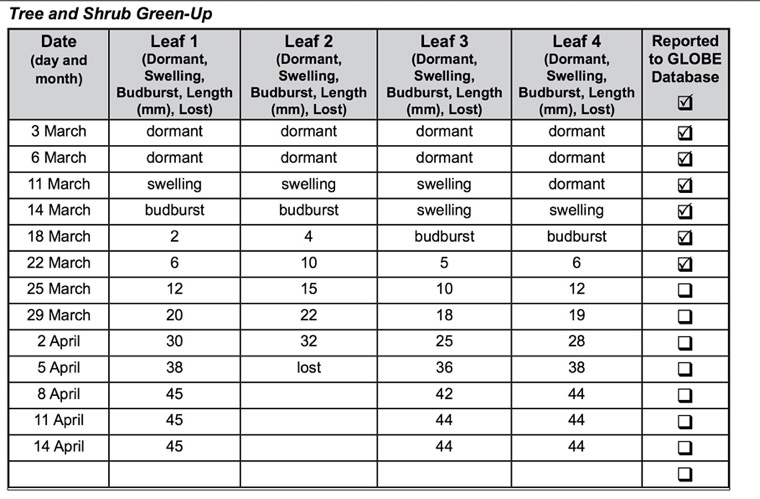 Tree and Shrub Green-Up
Date (day and month) Leaf 1 (Dormant, Swelling, Budburst, Length (mm), Lost) Leaf 2 (Dormant, Swelling, Budburst, Length (mm), Lost) Leaf 3 (Dormant, Swelling, Budburst, Length (mm), Lost) Leaf 4 (Dormant, Swelling, Budburst, Length (mm), Lost) Reported to GLOBE Database ☑
3 March dormant dormant dormant dormant ☑
6 March dormant dormant dormant dormant ☑
11 March swelling swelling swelling dormant ☑
14 March budburst budburst swelling swelling ☑
18 March 2 4 budburst budburst ☑
22 March 6 10 5 6 ☑
25 March 12 15 10 12 ❑
29 March 20 22 18 19 ❑
2 April 30 32 25 28 ❑
5 April 38 lost 36 38 ❑
8 April 45 42 44 ❑
11 April 45 44 44 ❑
14 April 45 44 44 ❑
❑